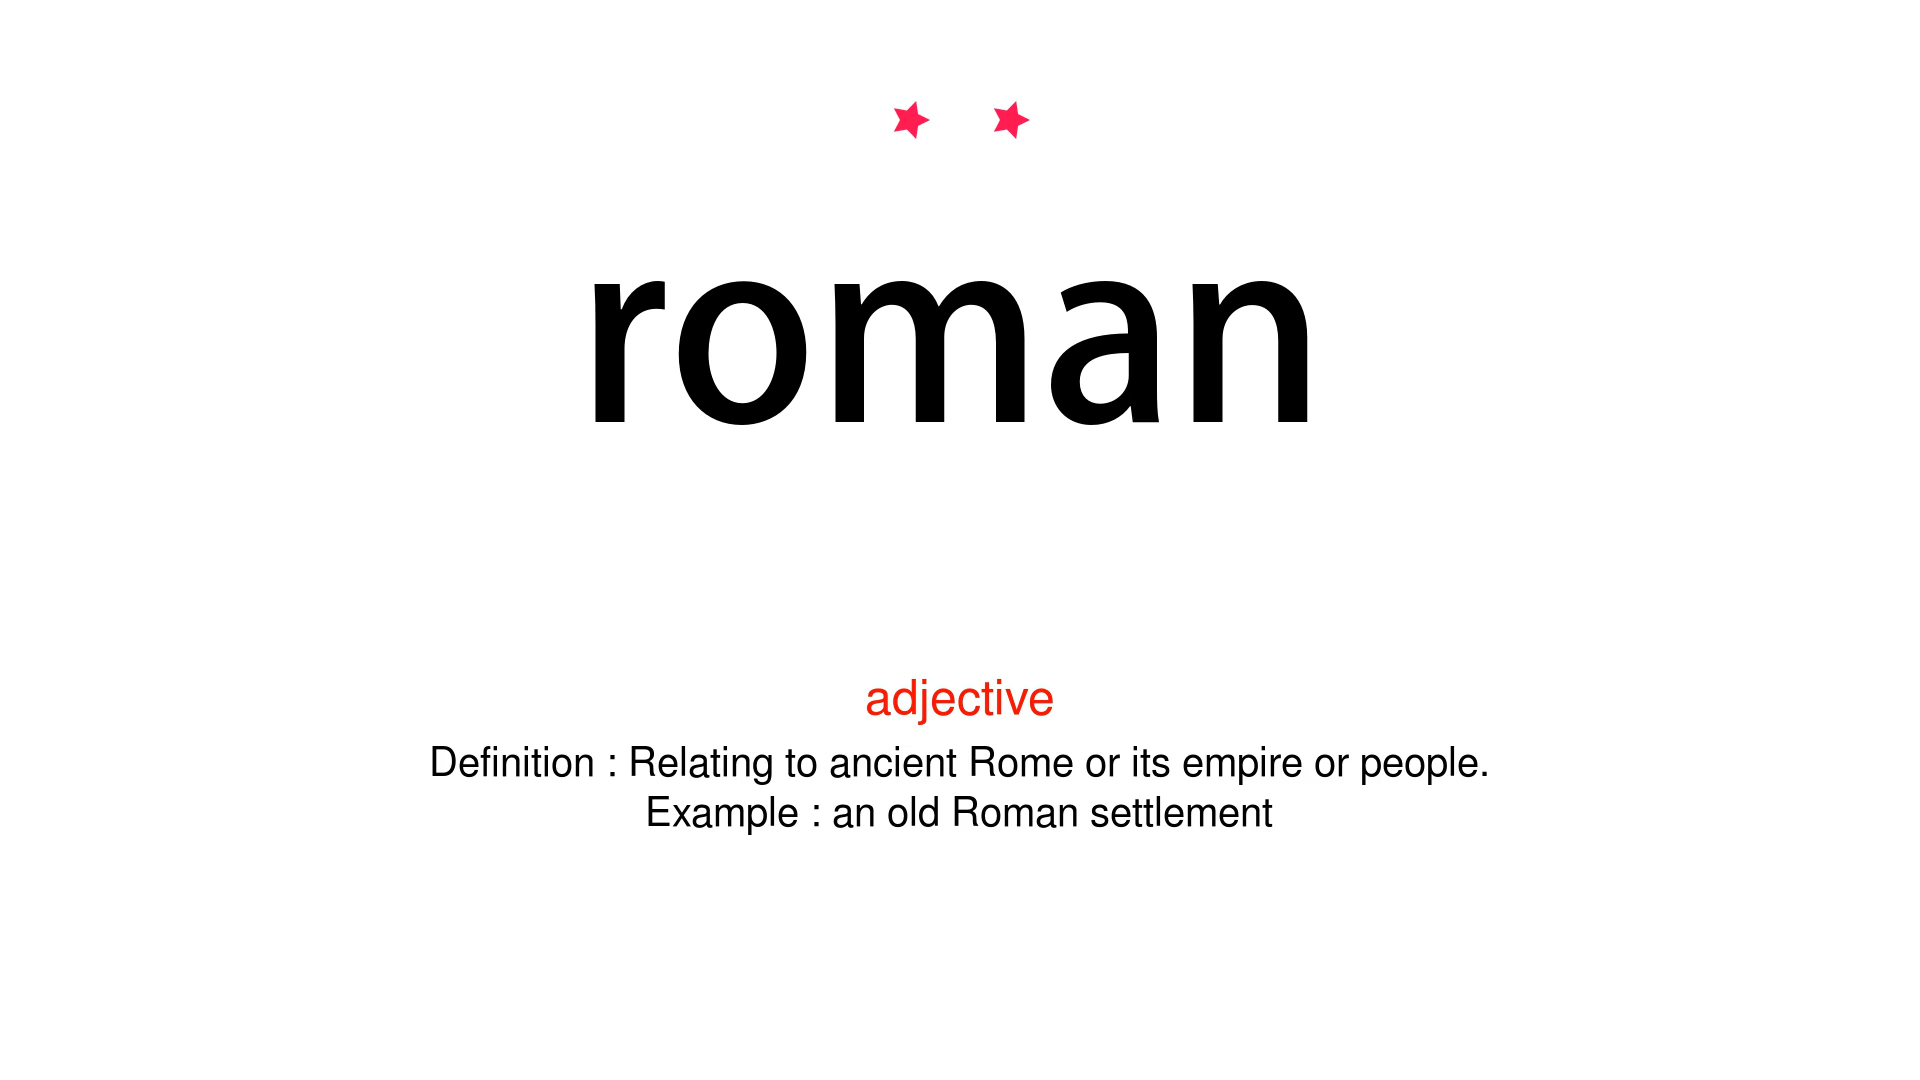 roman
adjective
Definition : Relating to ancient Rome or its empire or people.
Example : an old Roman settlement